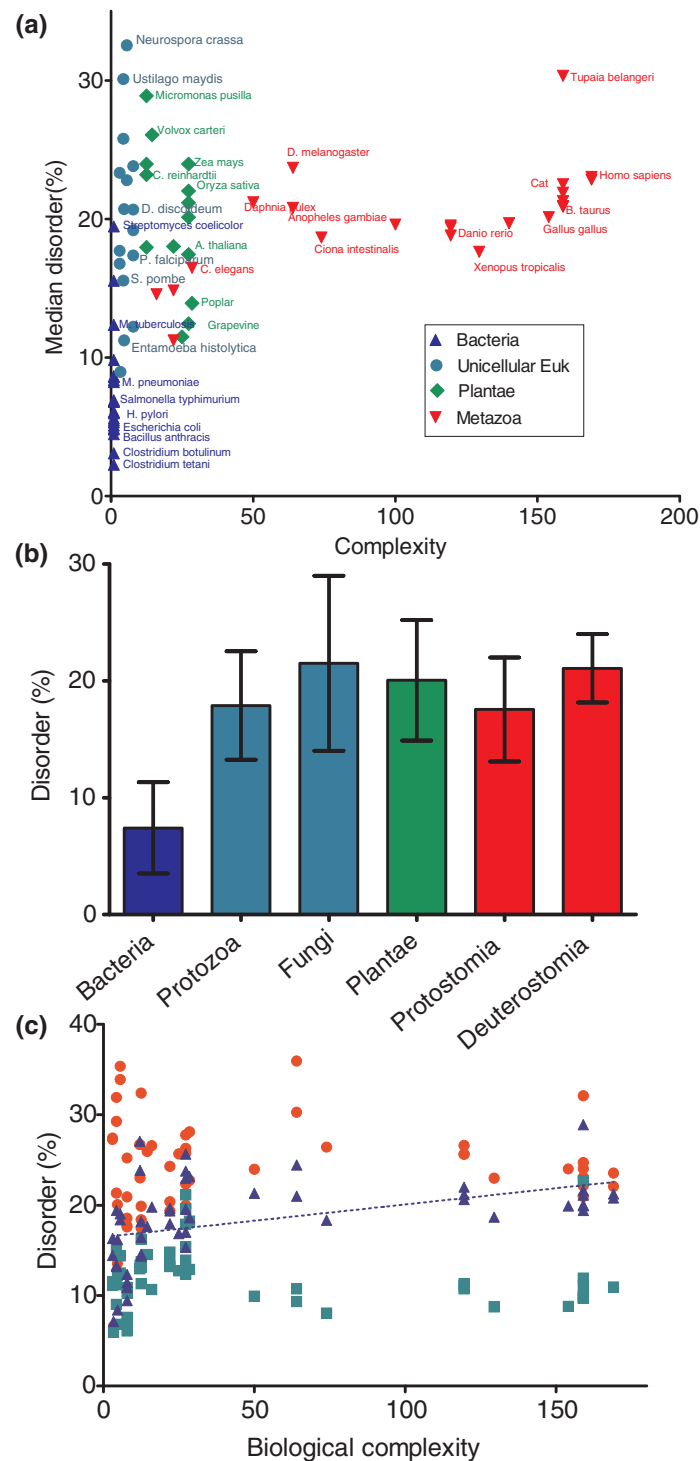 (a)
Median disorder(%)
30
20
10
0
Neurospora crassa
Ustilago maydis
Micromonas pusilla
Volvox carteri
Zea mays
C. reinhardtii
Oryza sativa
D. discoideum
Streptomyces coelicolor
A. thaliana
P. falciparum
C. elegans
S. pombe
Poplar
M. tuberculosis
Grapevine
Entamoeba histolytica
M. pneumoniae
Salmonella typhimurium
H. pylori
Escherichia coli
Bacillus anthracis
Clostridium botulinum
Clostridium tetani
D. melanogaster
Daphnia pulex
Anopheles gambiae
Ciona intestinalis
Danio rerio
Xenopus tropicalis
Tupaia belangeri
Cat
Homo sapiens
B. taurus
Gallus gallus
Bacteria
Unicellular Euk
Plantae
Metazoa
0 50 100 150 200
Complexity
(b)
Disorder (%)
30
20
10
0
Bacteria
Protozoa
Fungi
Plantae
Protostomia
Deuterostomia
(c)
Disorder (%)
40
30
20
10
0
0 50 100 150
Biological complexity